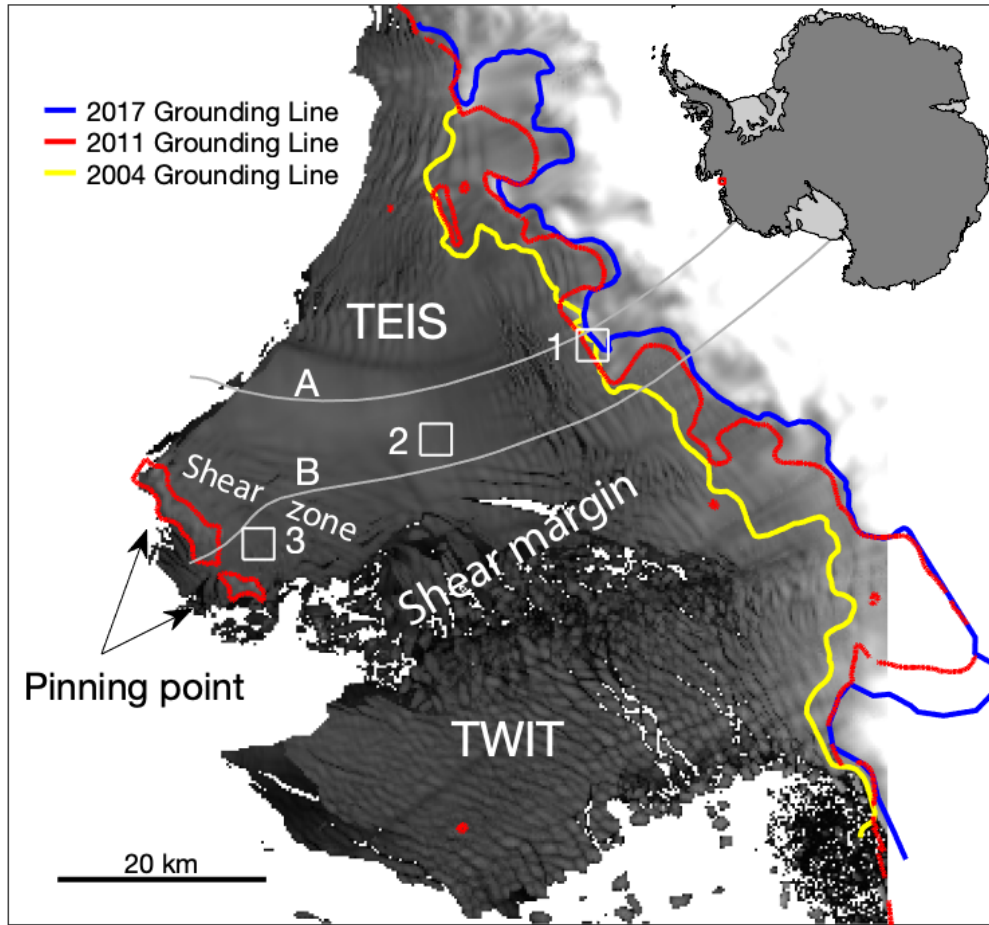 2017 Grounding Line
2011 Grounding Line
2004 Grounding Line
TEIS
1
A
2
B
Shear
zone
3
Shear margin
Pinning point
TWIT
20 km